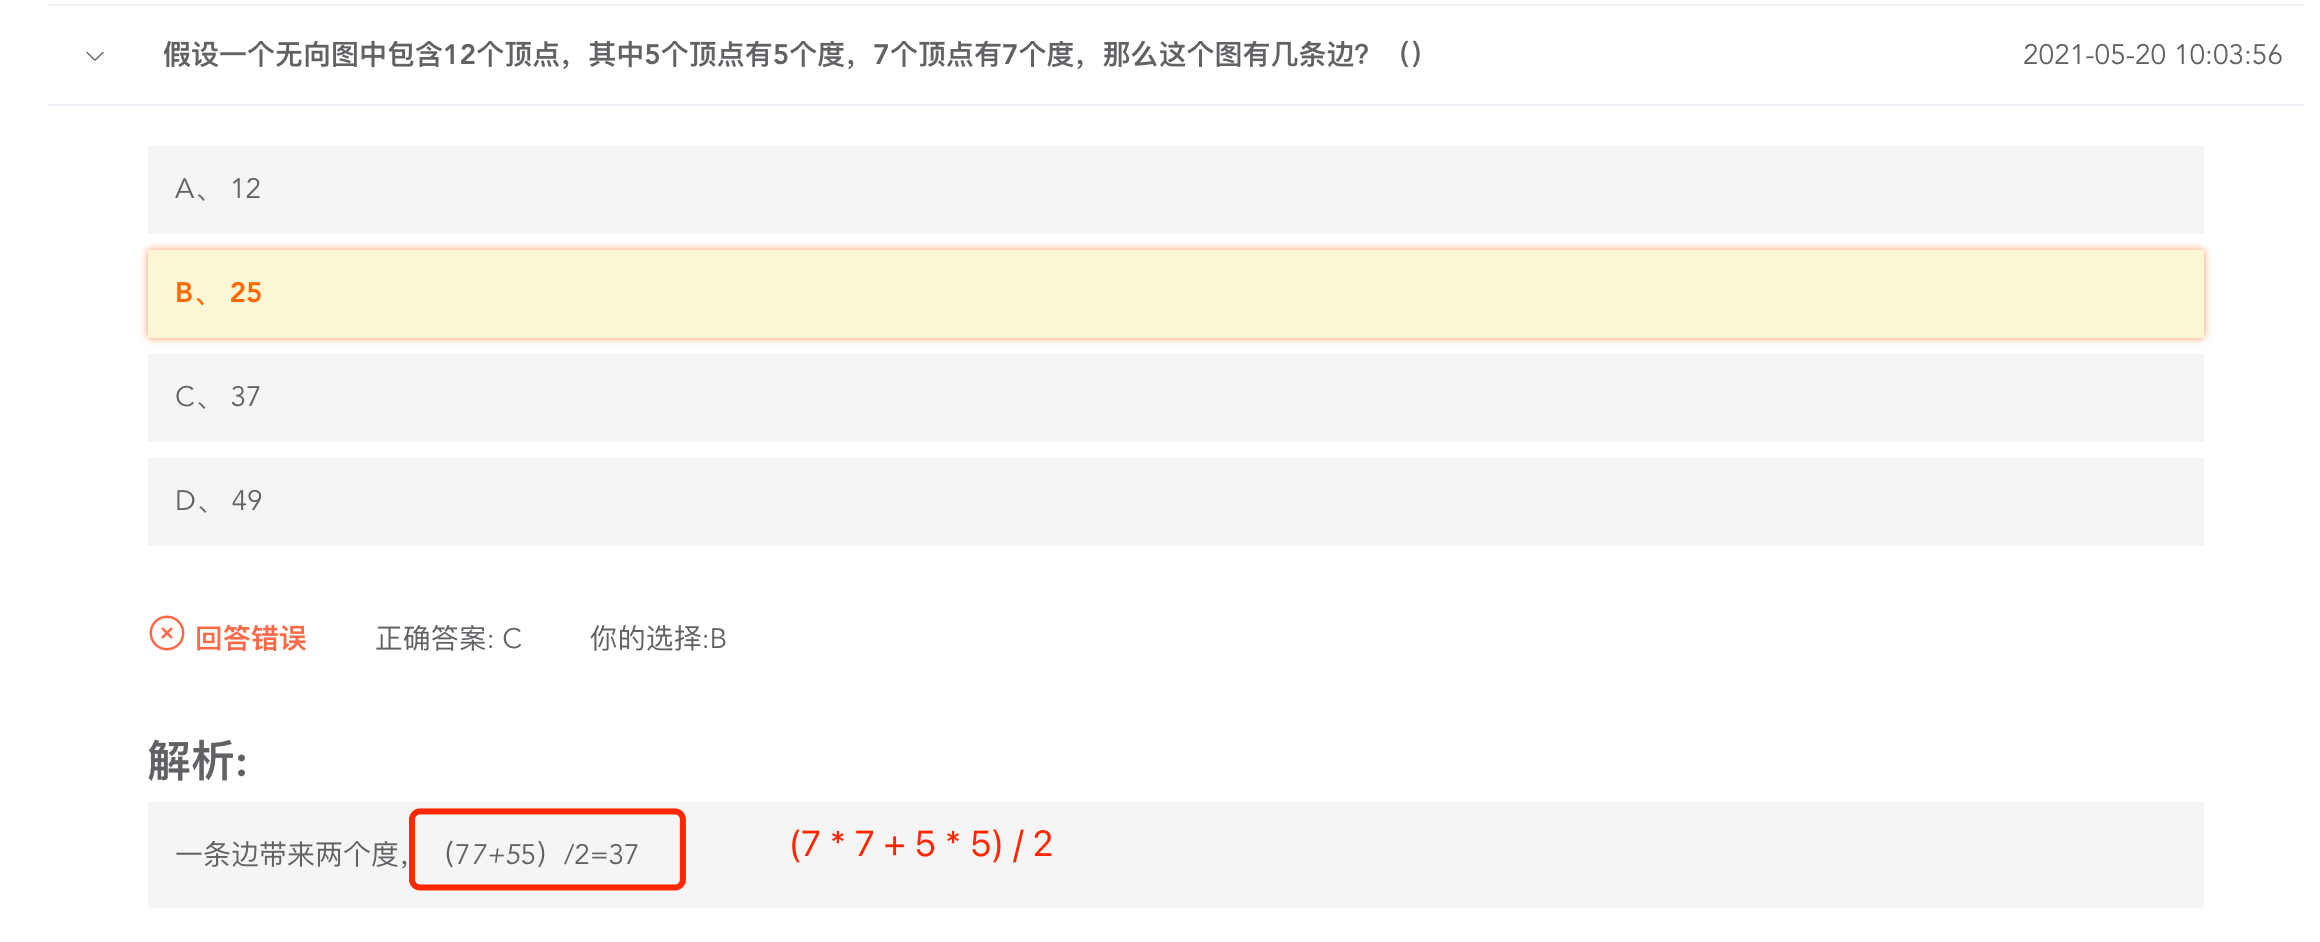 假设一个无向图中包含12个顶点，其中5个顶点有5个度，7个顶点有7个度，那么这个图有几条边？（） 2021-05-20 10:03:56
A、 12
B、 25
C、 37
D、 49
回答错误 正确答案: C 你的选择:B
解析:
一条边带来两个度，（77+55）/2=37 (7 * 7 + 5 * 5) / 2